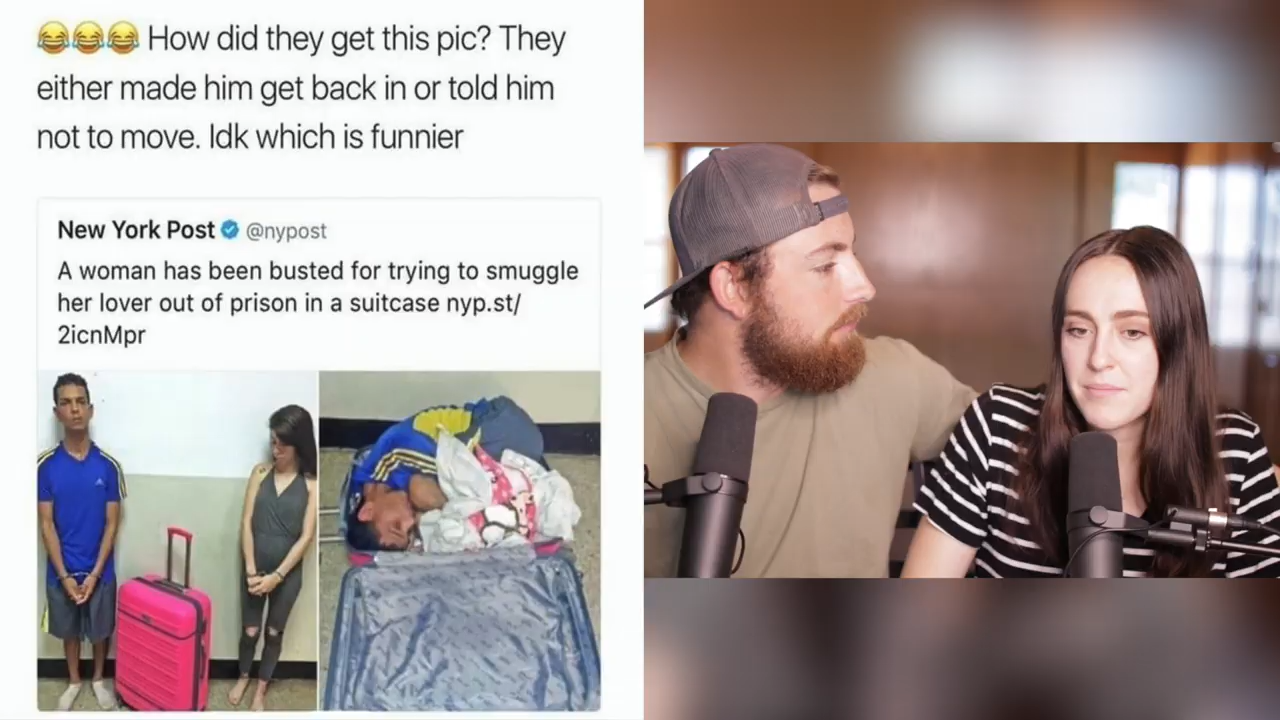 😂😂😂 How did they get this pic? They
either made him get back in or told him
not to move. Idk which is funnier
New York Post @nypost
A woman has been busted for trying to smuggle
her lover out of prison in a suitcase nyp.st/
2icnMpr